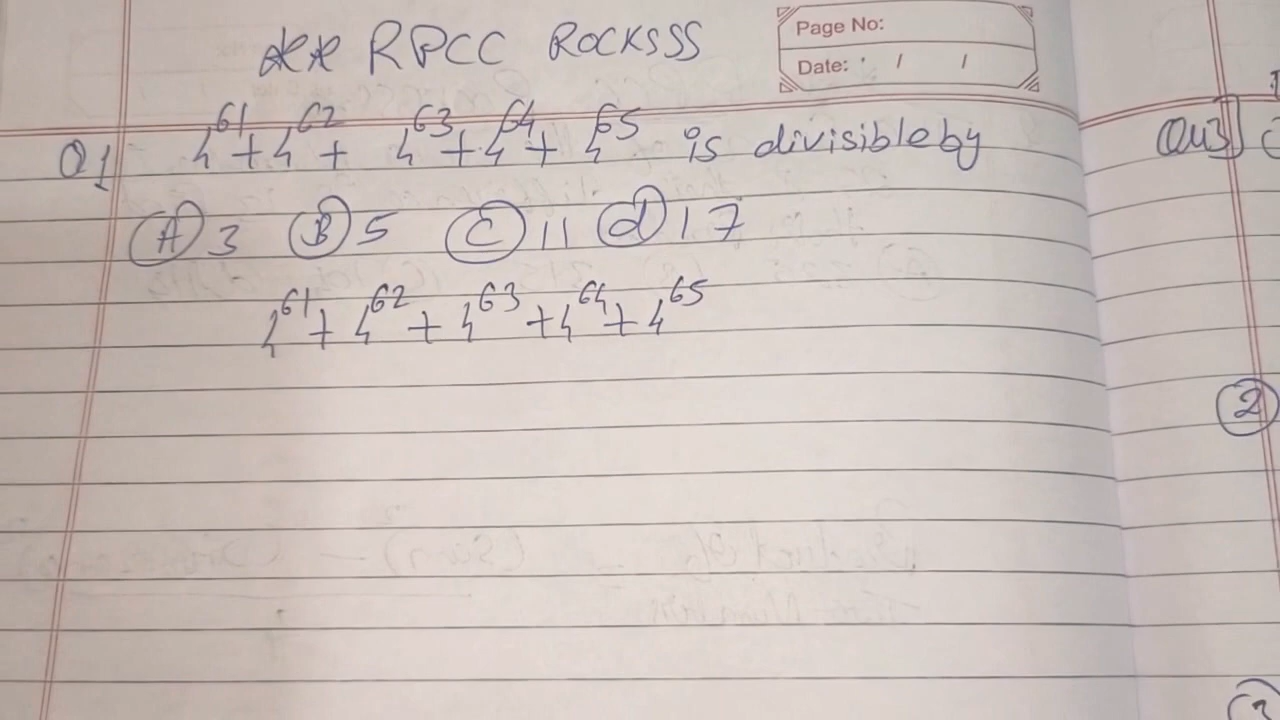 RPCC ROCKSSS
Page No:
Date: / /
Q1 4^61 + 4^62 + 4^63 + 4^64 + 4^65 is divisible by
(A) 3 (B) 5 (C) 11 (d) 17
4^61 + 4^62 + 4^63 + 4^64 + 4^65
2